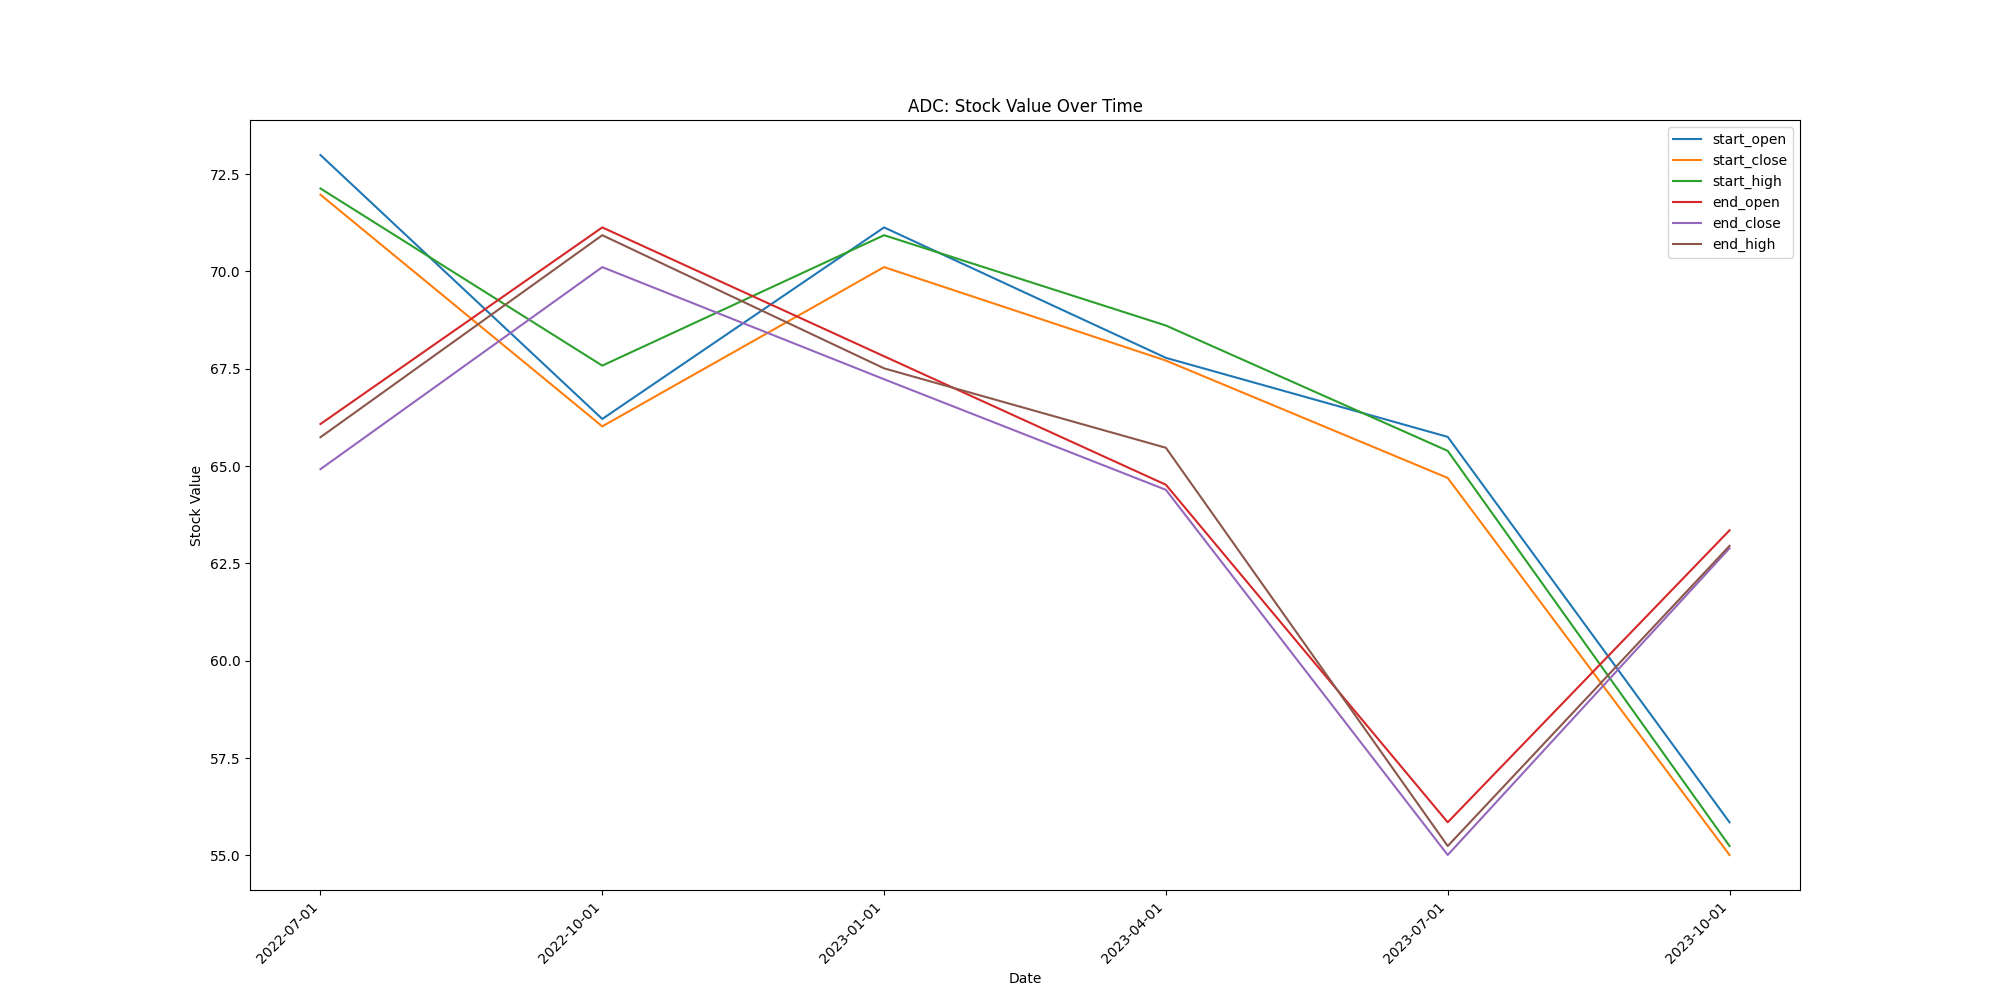 ADC: Stock Value Over Time
start_open
start_close
start_high
end_open
end_close
end_high
72.5
70.0
67.5
65.0
62.5
60.0
57.5
55.0
Stock Value
2022-07-01
2022-10-01
2023-01-01
2023-04-01
2023-07-01
2023-10-01
Date